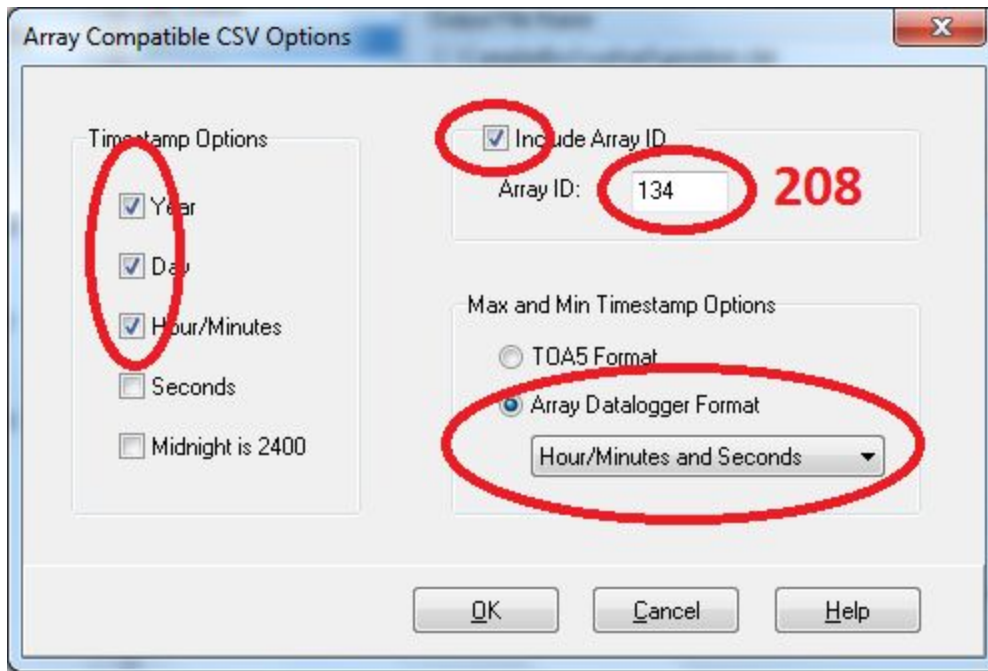 Array Compatible CSV Options
Timestamp Options
Year
Day
Hour/Minutes
Seconds
Midnight is 2400
Include Array ID
Array ID: 134 208
Max and Min Timestamp Options
TOA5 Format
Array Datalogger Format
Hour/Minutes and Seconds
OK Cancel Help